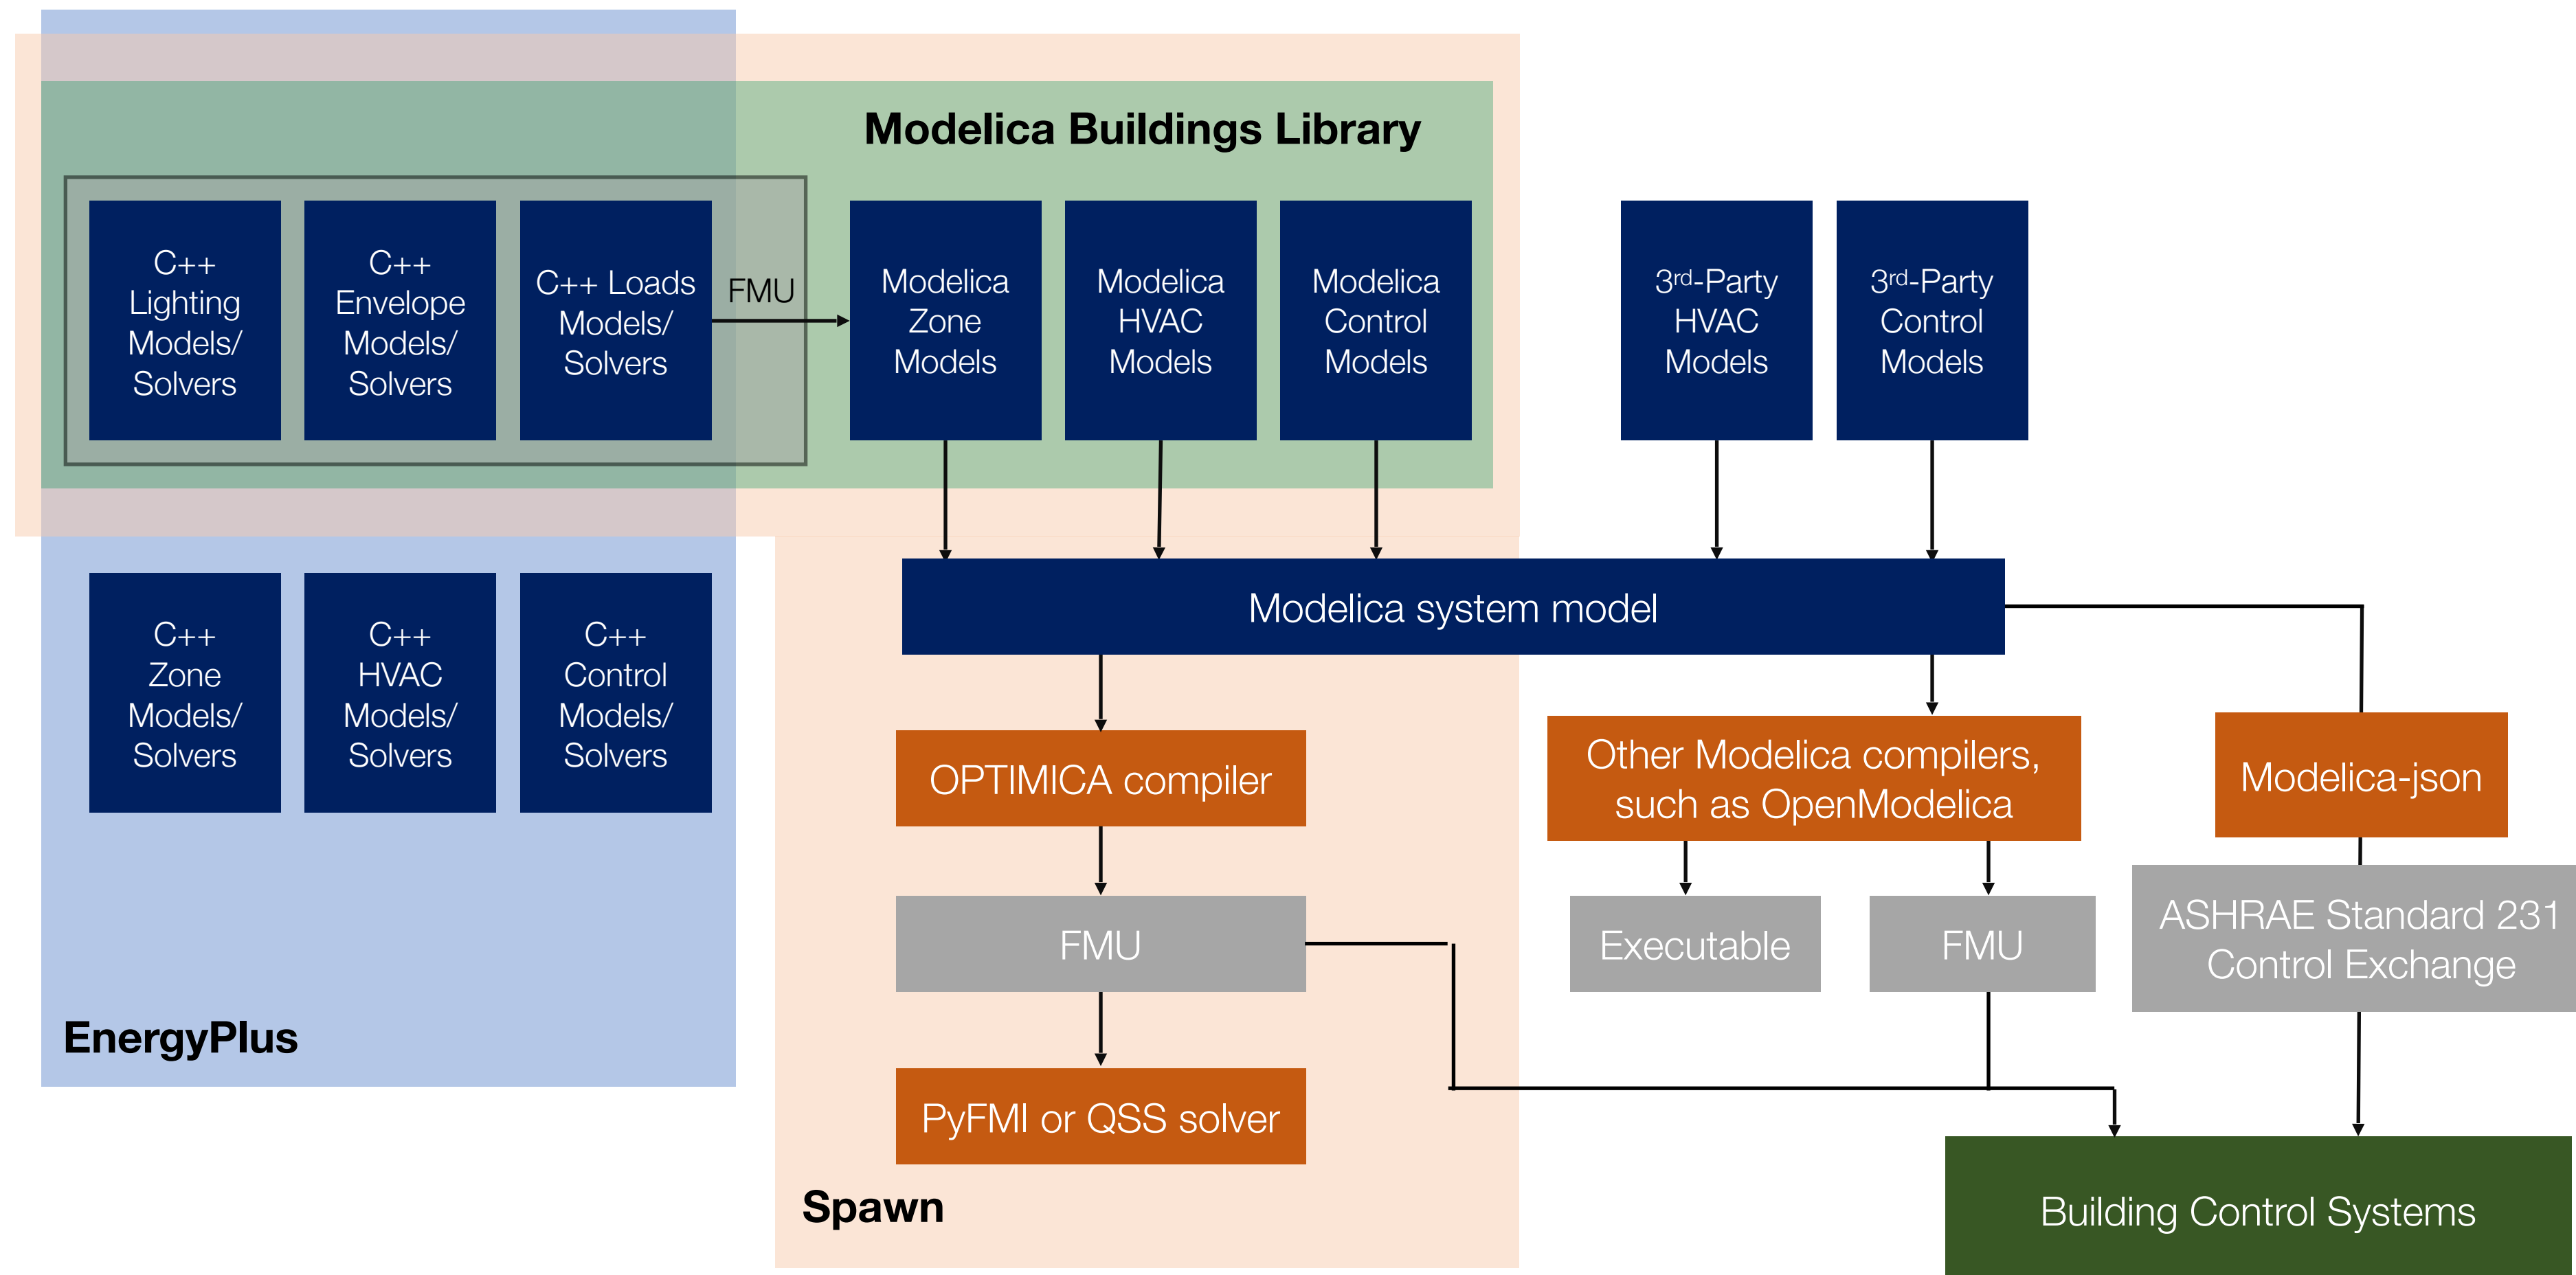 Modelica Buildings Library
C++
Lighting
Models/
Solvers
C++
Envelope
Models/
Solvers
C++ Loads
Models/
Solvers
FMU
Modelica
Zone
Models
Modelica
HVAC
Models
Modelica
Control
Models
3rd-Party
HVAC
Models
3rd-Party
Control
Models
C++
Zone
Models/
Solvers
C++
HVAC
Models/
Solvers
C++
Control
Models/
Solvers
EnergyPlus
Modelica system model
OPTIMICA compiler
FMU
PyFMI or QSS solver
Spawn
Other Modelica compilers,
such as OpenModelica
Executable
FMU
Modelica-json
ASHRAE Standard 231
Control Exchange
Building Control Systems